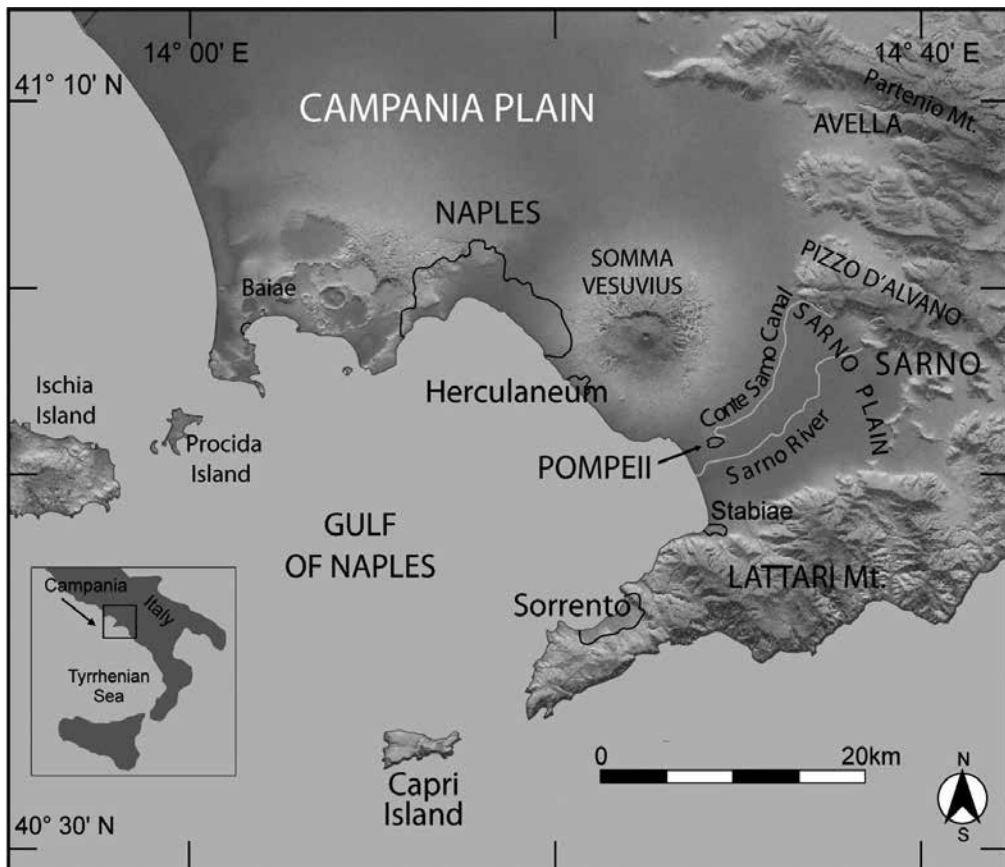 14° 00' E
14° 40' E
41° 10' N
CAMPANIA PLAIN
Partenio Mt.
AVELLA
NAPLES
SOMMA
VESUVIUS
PIZZO D'ALVANO
Baiae
Conte Sarno Canal
SARNO PLAIN
SARNO
Herculaneum
Ischia
Island
Procida
Island
POMPEII
Sarno River
Stabiae
GULF
OF NAPLES
LATTARI Mt.
Sorrento
Campania
Italy
Tyrrhenian
Sea
0
20km
N
S
Capri
Island
40° 30' N